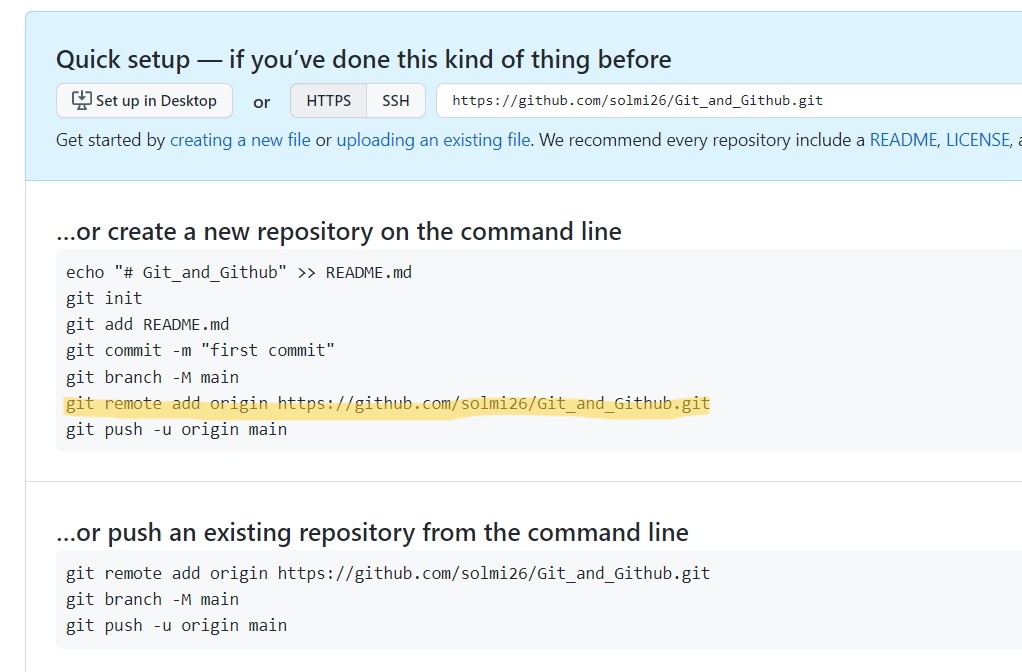 Quick setup — if you’ve done this kind of thing before
Set up in Desktop or HTTPS SSH https://github.com/solmi26/Git_and_Github.git
Get started by creating a new file or uploading an existing file. We recommend every repository include a README, LICENSE,
...or create a new repository on the command line
echo "# Git_and_Github" >> README.md
git init
git add README.md
git commit -m "first commit"
git branch -M main
git remote add origin https://github.com/solmi26/Git_and_Github.git
git push -u origin main
...or push an existing repository from the command line
git remote add origin https://github.com/solmi26/Git_and_Github.git
git branch -M main
git push -u origin main